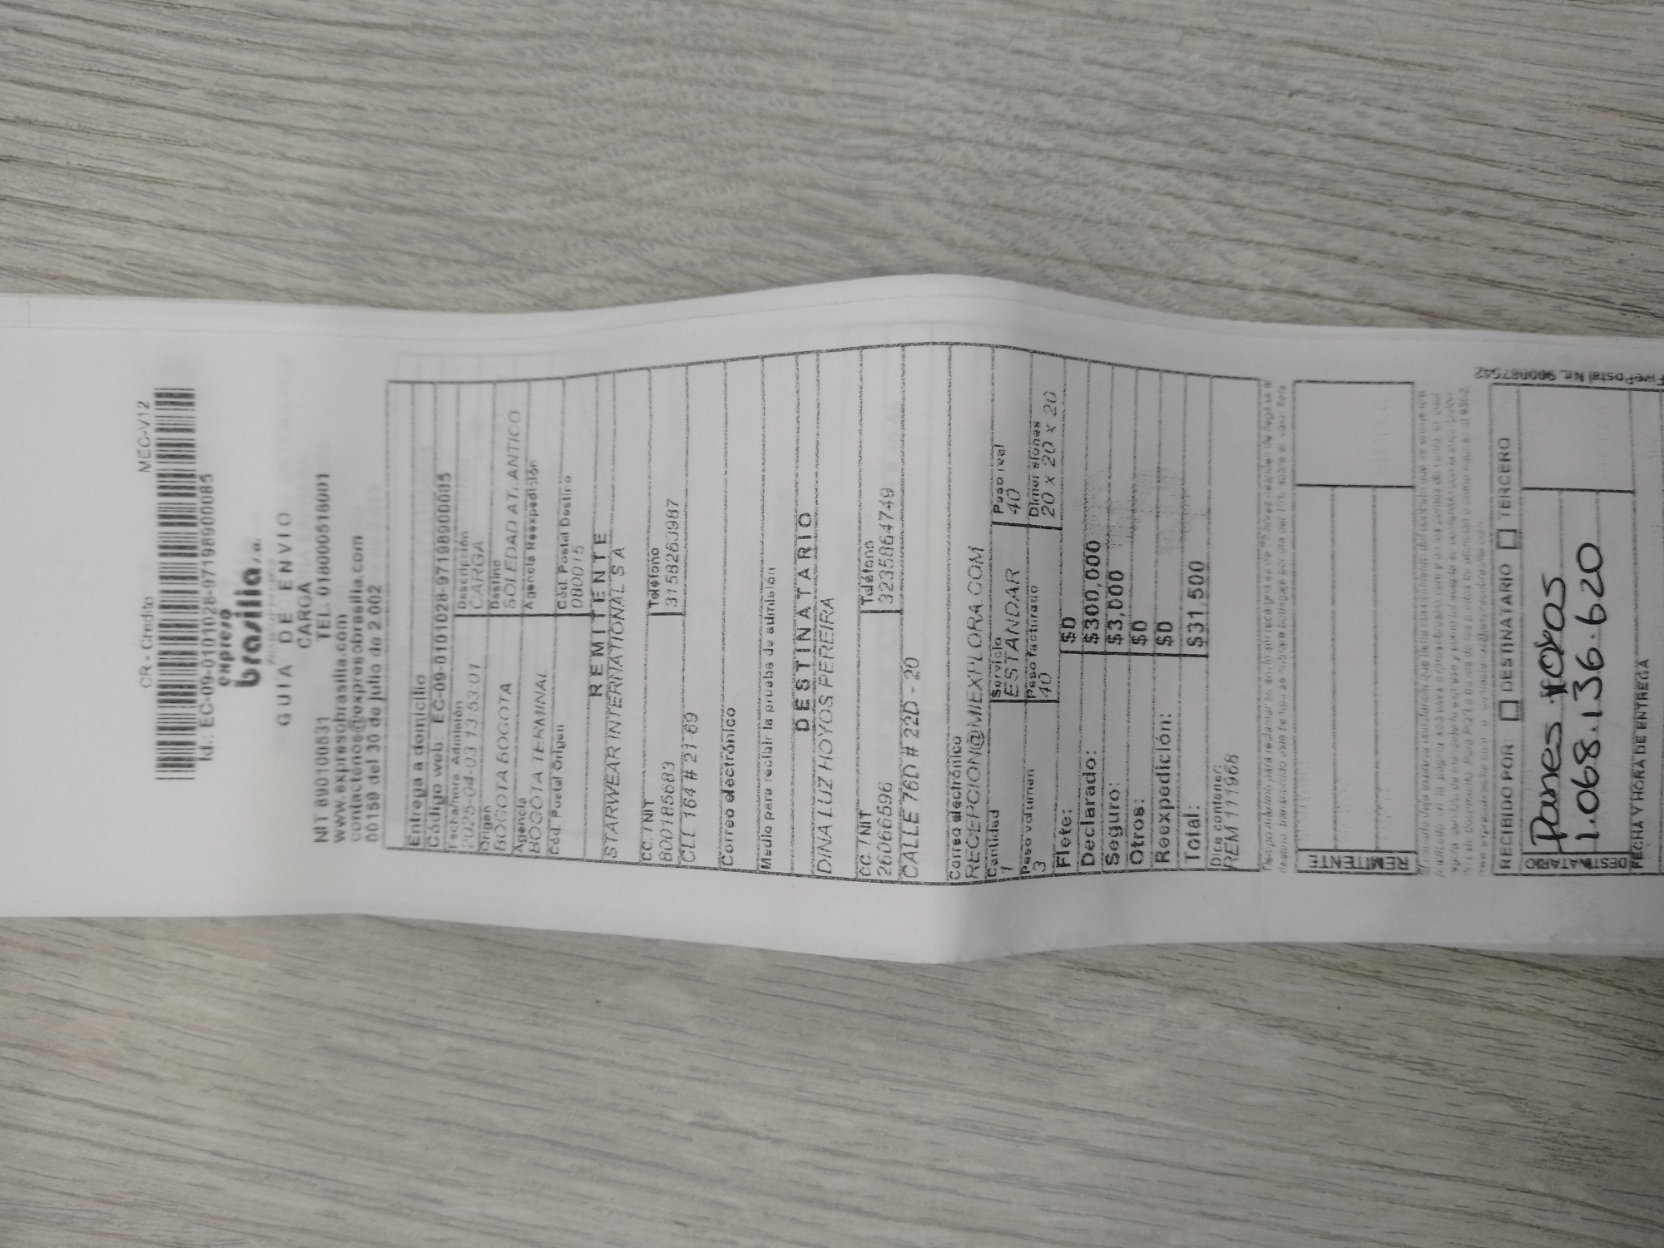 CR - Credito MEC-V12
Id.: EC-09-0101028-9719890085
expreso
brasilia s.a.
GUIA DE ENVIO
CARGA
NIT 890100531 TEL. 018000518001
www.expresobrasilia.com
contactenos@expresobrasilia.com
00159 del 30 de julio de 2.002
Entrega a domicilio
Código web: EC-09-0101028-97198900085
Fecha/hora Admisión Descripción
2025-04-03 13:53:01 CARGA
Origen Destino
BOGOTA BOGOTA SOLEDAD ATLANTICO
Agencia Agencia Reexpedición
BOGOTA TERMINAL
Cód. Postal Origen Cód. Postal Destino
080015
REMITENTE
STARWEAR INTERNATIONAL S A
CC. / NIT Teléfono
800185683 3158263987
CLL 164 # 21 69
Correo electrónico
Medio para recibir la prueba de admisión
DESTINATARIO
DINA LUZ HOYOS PEREIRA
CC. / NIT Teléfono
26066596 3235864749
CALLE 76D # 22D - 20
Correo electrónico
RECEPCION@MIEXPLORA.COM
Cantidad Servicio Peso real
1 ESTANDAR 40
Peso volumen Peso facturado Dimensiones
3 40 20 x 20 x 20
Flete: $0
Declarado: $300,000
Seguro: $3,000
Otros: $0
Reexpedición: $0
Total: $31,500
Dice contener:
REM 111968
REMITENTE
RECIBIDO POR: DESTINATARIO TERCERO
DESTINATARIO
1.068.136.620
FECHA Y HORA DE ENTREGA
FivePostal Nit. 900087542